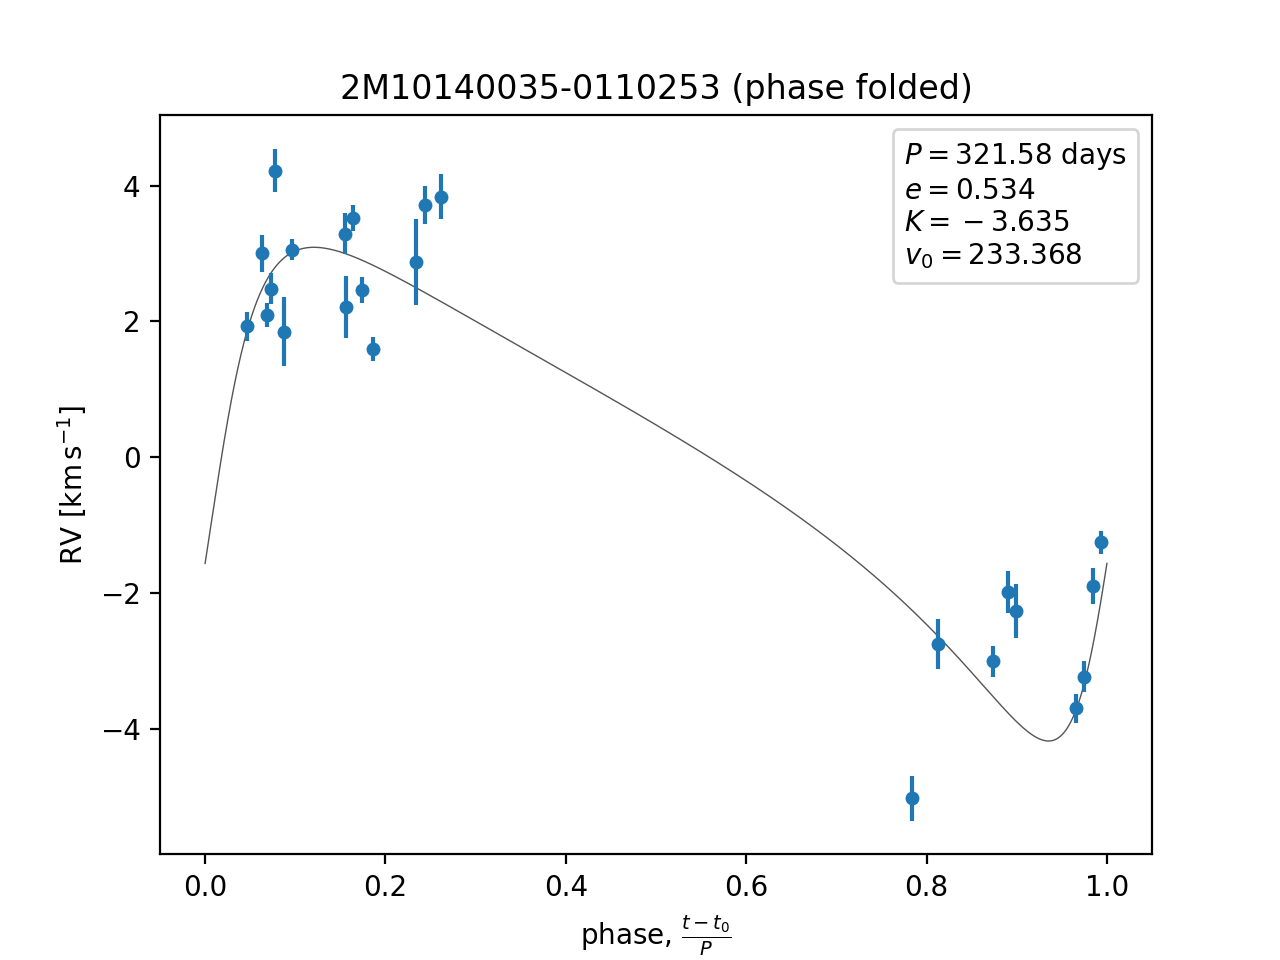 2M10140035-0110253 (phase folded)
P = 321.58 days
e = 0.534
K = − 3.635
v₀ = 233.368
4
2
0
−2
−4
RV [km s⁻¹]
0.0 0.2 0.4 0.6 0.8 1.0
phase, (t − t₀)/P